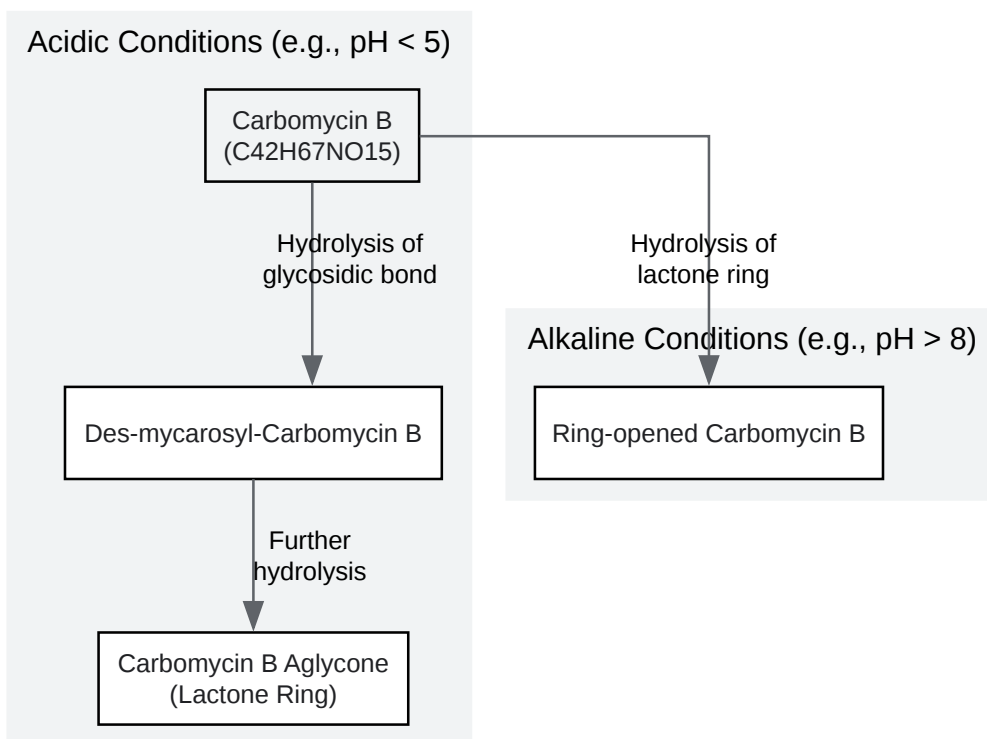 Acidic Conditions (e.g., pH < 5)
Carbomycin B
(C42H67NO15)
Hydrolysis of
glycosidic bond
Hydrolysis of
lactone ring
Alkaline Conditions (e.g., pH > 8)
Des-mycarosyl-Carbomycin B
Ring-opened Carbomycin B
Further
hydrolysis
Carbomycin B Aglycone
(Lactone Ring)